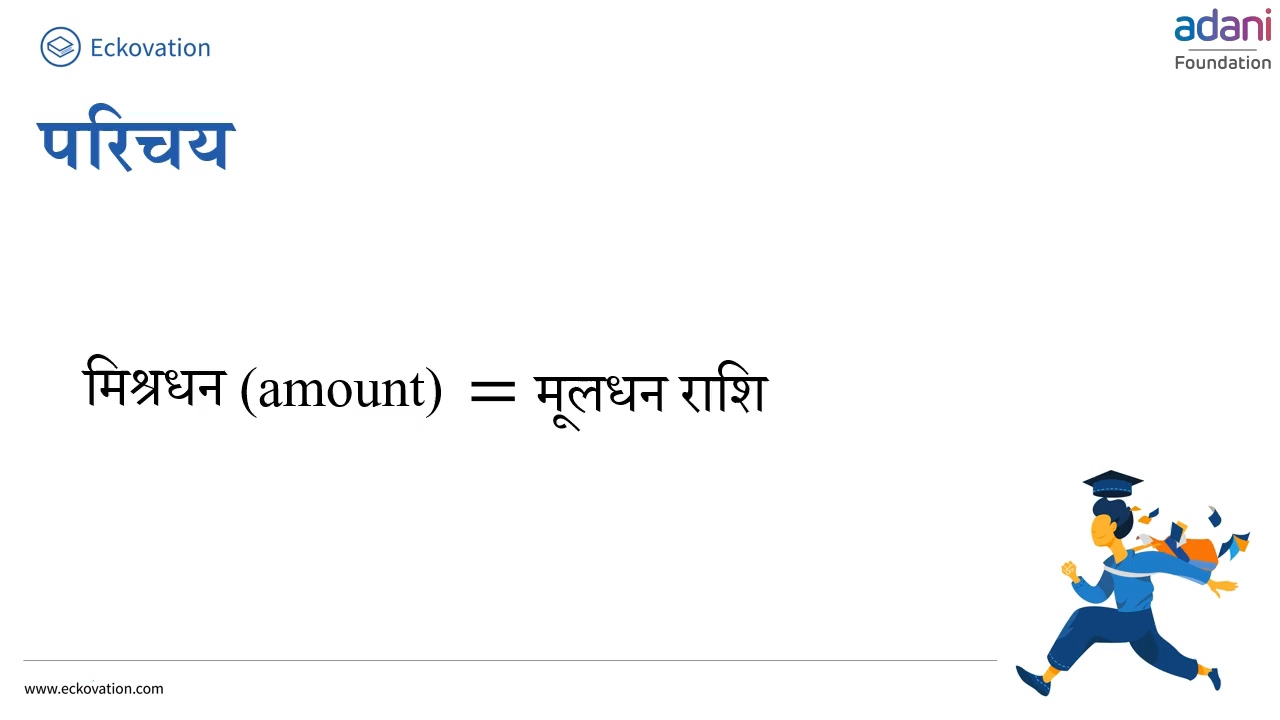 Eckovation
adani
Foundation
परिचय
मिश्रधन (amount) = मूलधन राशि
www.eckovation.com